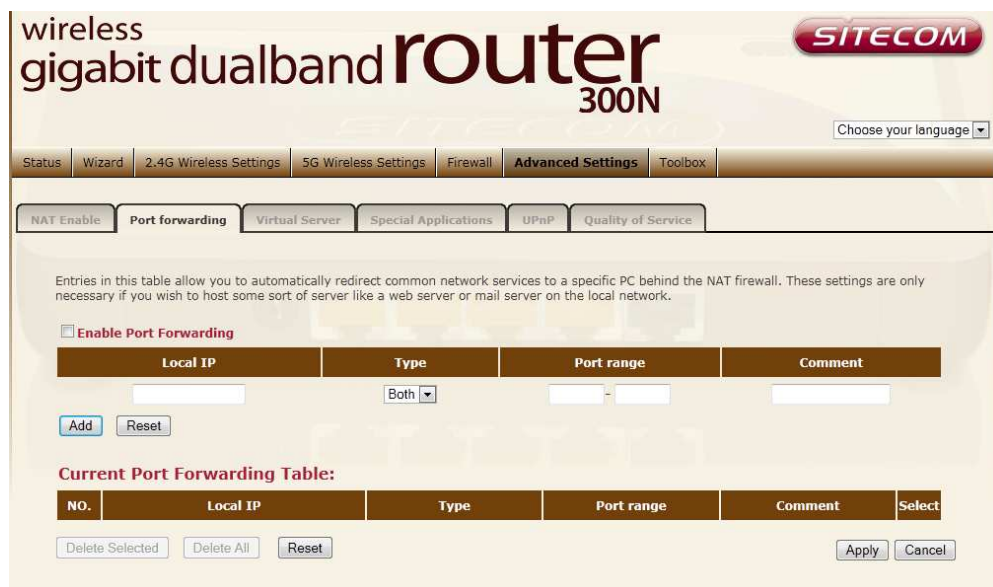 wireless
gigabit dualband router
300N
SITECOM
Choose your language
Status Wizard 2.4G Wireless Settings 5G Wireless Settings Firewall Advanced Settings Toolbox
NAT Enable Port forwarding Virtual Server Special Applications UPnP Quality of Service
Entries in this table allow you to automatically redirect common network services to a specific PC behind the NAT firewall. These settings are only
necessary if you wish to host some sort of server like a web server or mail server on the local network.
Enable Port Forwarding
Local IP Type Port range Comment
Both -
Add Reset
Current Port Forwarding Table:
NO. Local IP Type Port range Comment Select
Delete Selected Delete All Reset Apply Cancel